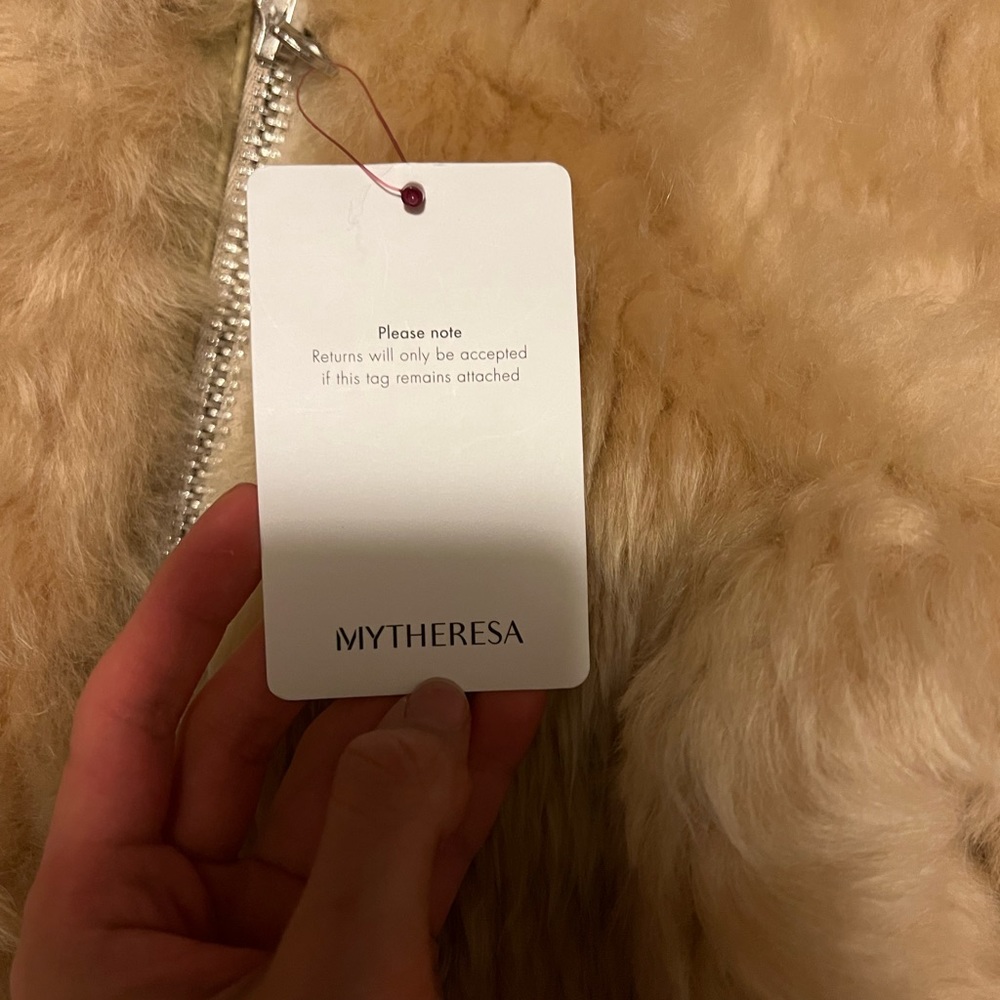 Please note
Returns will only be accepted
if this tag remains attached
MYTHERESA